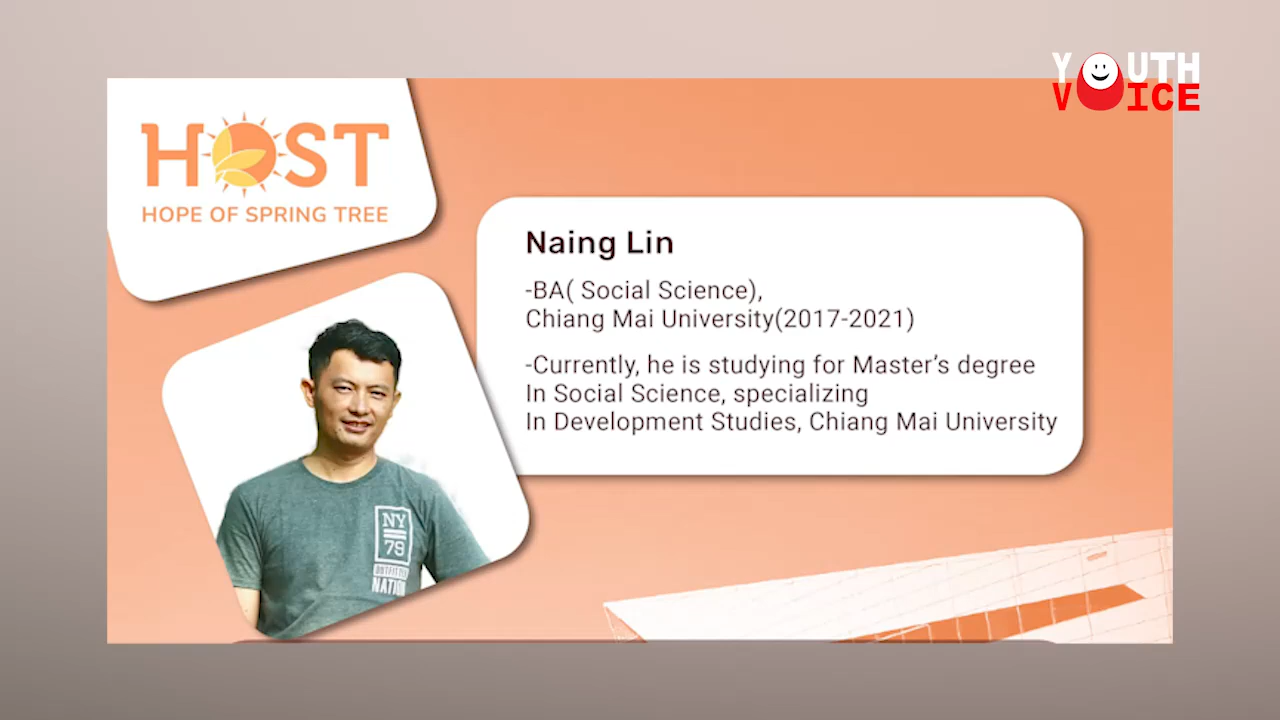 YOUTH
VOICE
HOST
HOPE OF SPRING TREE
Naing Lin
-BA( Social Science),
Chiang Mai University(2017-2021)
-Currently, he is studying for Master's degree
In Social Science, specializing
In Development Studies, Chiang Mai University
NY
79
OUTFITTER
NATION